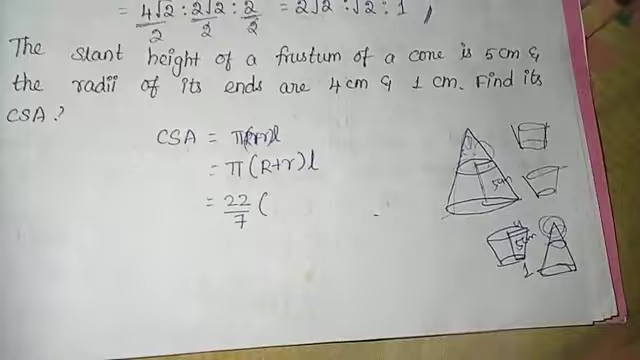 = 4√2/2 : 2√2/2 : 2/2 = 2√2 : √2 : 1 ,
The slant height of a frustum of a cone is 5cm &
the radii of its ends are 4cm & 1 cm. Find its
CSA?
CSA = π
= π (R+r) l
= 22/7 (
5cm
5cm
1